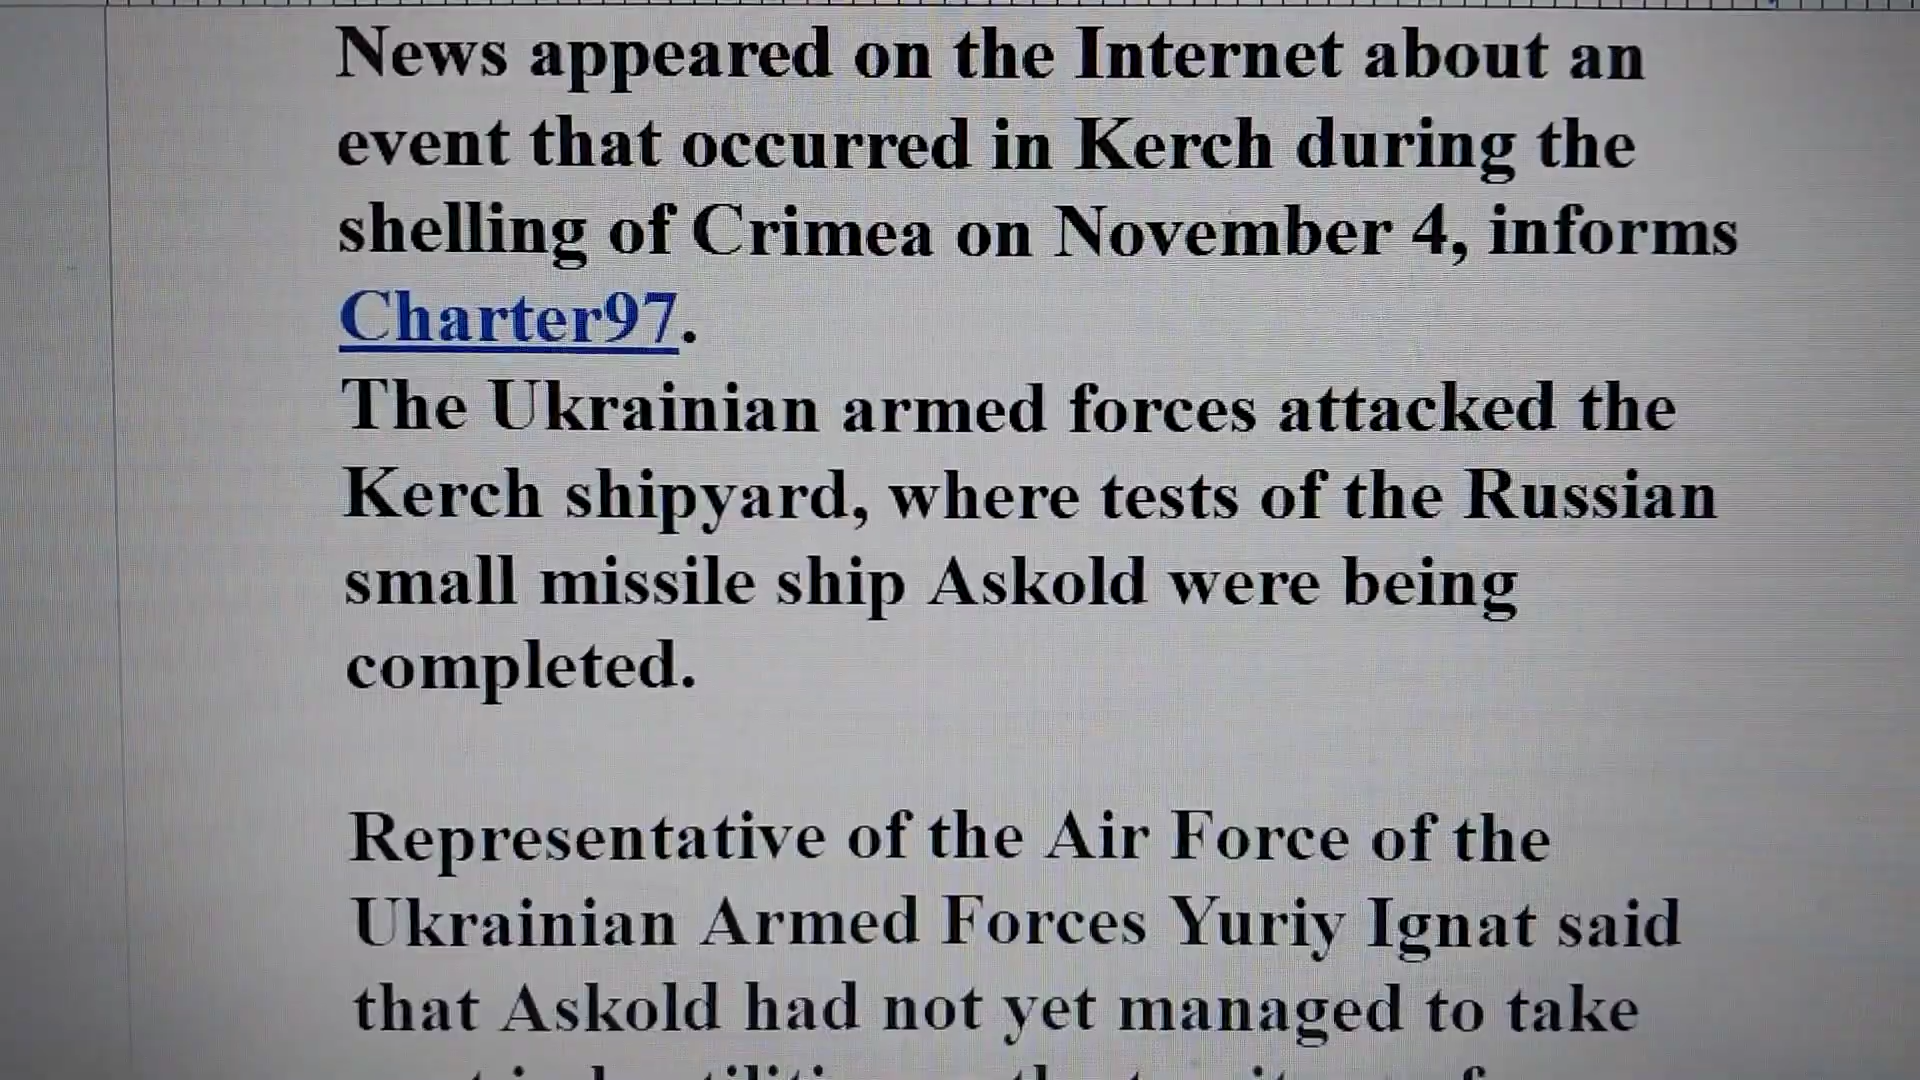 News appeared on the Internet about an
event that occurred in Kerch during the
shelling of Crimea on November 4, informs
Charter97.
The Ukrainian armed forces attacked the
Kerch shipyard, where tests of the Russian
small missile ship Askold were being
completed.
Representative of the Air Force of the
Ukrainian Armed Forces Yuriy Ignat said
that Askold had not yet managed to take